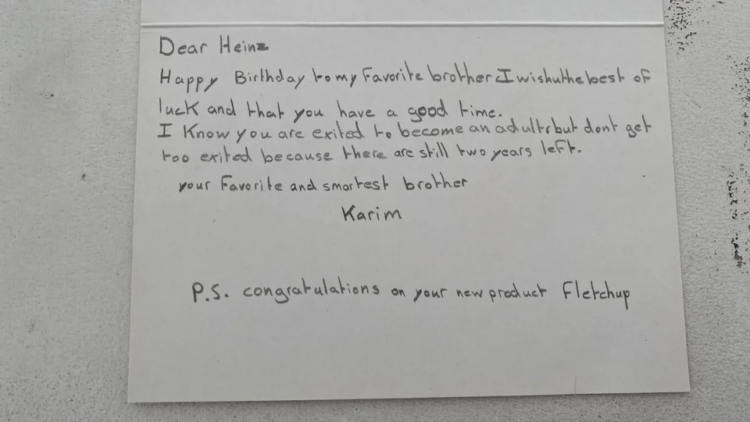 Dear Heinz
Happy Birthday to my Favorite brother I wish u the best of
luck and that you have a good time.
I Know you are exited to become an adult but dont get
too exited because there are still two years left.
your Favorite and smartest brother
Karim
P.S. congratulations on your new product Fletchup